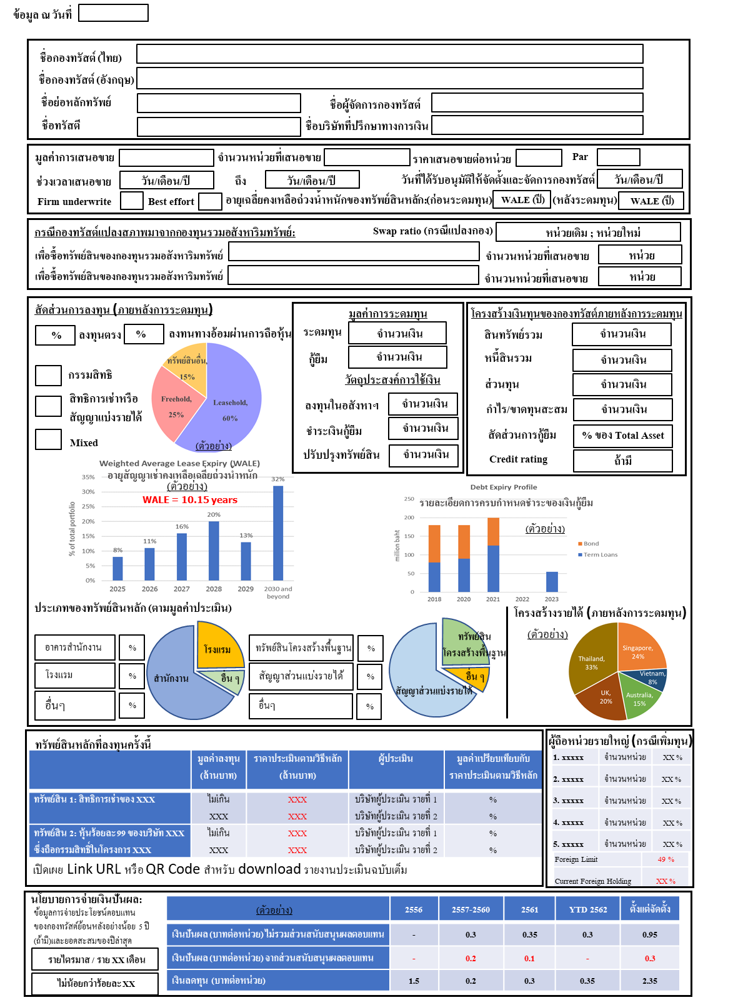 ข้อมูล ณ วันที่
ชื่อกองทรัสต์ (ไทย)
ชื่อกองทรัสต์ (อังกฤษ)
ชื่อย่อหลักทรัพย์ ชื่อผู้จัดการกองทรัสต์
ชื่อทรัสตี ชื่อบริษัทที่ปรึกษาทางการเงิน
มูลค่าการเสนอขาย จำนวนหน่วยที่เสนอขาย ราคาเสนอขายต่อหน่วย Par
ช่วงเวลาเสนอขาย วัน/เดือน/ปี ถึง วัน/เดือน/ปี วันที่ได้รับอนุมัติให้จัดตั้งและจัดการกองทรัสต์ วัน/เดือน/ปี
Firm underwrite Best effort อายุเฉลี่ยคงเหลือถ่วงน้ำหนักของทรัพย์สินหลัก:(ก่อนระดมทุน) WALE (ปี) (หลังระดมทุน) WALE (ปี)
กรณีกองทรัสต์แปลงสภาพมาจากกองทุนรวมอสังหาริมทรัพย์: Swap ratio (กรณีแปลงกอง) หน่วยเดิม ; หน่วยใหม่
เพื่อซื้อทรัพย์สินของกองทุนรวมอสังหาริมทรัพย์ จำนวนหน่วยที่เสนอขาย หน่วย
เพื่อซื้อทรัพย์สินของกองทุนรวมอสังหาริมทรัพย์ จำนวนหน่วยที่เสนอขาย หน่วย
สัดส่วนการลงทุน (ภายหลังการระดมทุน)
% ลงทุนตรง % ลงทนทางอ้อมผ่านการถือหุ้น
กรรมสิทธิ
สิทธิการเช่าหรือ
สัญญาแบ่งรายได้
Mixed
ทรัพย์สินอื่น,
15%
Freehold,
25%
Leasehold,
60%
(ตัวอย่าง)
มูลค่าการระดมทุน
ระดมทุน จำนวนเงิน
กู้ยืม จำนวนเงิน
วัตถุประสงค์การใช้เงิน
ลงทุนในอสังหาฯ จำนวนเงิน
ชำระเงินกู้ยืม จำนวนเงิน
ปรับปรุงทรัพย์สิน จำนวนเงิน
โครงสร้างเงินทุนของกองทรัสต์ภายหลังการระดมทุน
สินทรัพย์รวม จำนวนเงิน
หนี้สินรวม จำนวนเงิน
ส่วนทุน จำนวนเงิน
กำไร/ขาดทุนสะสม จำนวนเงิน
สัดส่วนการกู้ยืม % ของ Total Asset
Credit rating ถ้ามี
Weighted Average Lease Expiry (WALE)
อายุสัญญาเช่าคงเหลือเฉลี่ยถ่วงน้ำหนัก
(ตัวอย่าง)
WALE = 10.15 years
% of total portfolio
35%
30%
25%
20%
15%
10%
5%
0%
8% 11% 16% 20% 13% 32%
2025 2026 2027 2028 2029 2030 and
beyond
Debt Expiry Profile
รายละเอียดการครบกำหนดชำระของเงินกู้ยืม
(ตัวอย่าง)
million baht
250
200
150
100
50
0
2018 2020 2021 2022 2023
Bond
Term Loans
ประเภทของทรัพย์สินหลัก (ตามมูลค่าประเมิน)
อาคารสำนักงาน %
โรงแรม %
อื่นๆ %
สำนักงาน
โรงแรม
อื่น ๆ
ทรัพย์สินโครงสร้างพื้นฐาน %
สัญญาส่วนแบ่งรายได้ %
อื่นๆ %
ทรัพย์สิน
โครงสร้างพื้นฐาน
อื่น ๆ
สัญญาส่วนแบ่งรายได้
โครงสร้างรายได้ (ภายหลังการระดมทุน)
(ตัวอย่าง)
Singapore,
24%
Vietnam,
8%
Australia,
15%
UK,
20%
Thailand,
33%
ทรัพย์สินหลักที่ลงทุนครั้งนี้
มูลค่าลงทุน ราคาประเมินตามวิธีหลัก ผู้ประเมิน มูลค่าเปรียบเทียบกับ
(ล้านบาท) (ล้านบาท) ราคาประเมินตามวิธีหลัก
ทรัพย์สิน 1: สิทธิการเช่าของ XXX ไม่เกิน XXX บริษัทผู้ประเมิน รายที่ 1 %
XXX XXX บริษัทผู้ประเมิน รายที่ 2 %
ทรัพย์สิน 2: หุ้นร้อยละ 99 ของบริษัท XXX ไม่เกิน XXX บริษัทผู้ประเมิน รายที่ 1 %
ซึ่งถือกรรมสิทธิ์ในโครงการ XXX XXX XXX บริษัทผู้ประเมิน รายที่ 2 %
เปิดเผย Link URL หรือ QR Code สำหรับ download รายงานประเมินฉบับเต็ม
ผู้ถือหน่วยรายใหญ่ (กรณีเพิ่มทุน)
1. xxxxx จำนวนหน่วย XX %
2. xxxxx จำนวนหน่วย XX %
3. xxxxx จำนวนหน่วย XX %
4. xxxxx จำนวนหน่วย XX %
5. xxxxx จำนวนหน่วย XX %
Foreign Limit 49 %
Current Foreign Holding XX %
นโยบายการจ่ายเงินปันผล:
ข้อมูลการจ่ายประโยชน์ตอบแทน
ของกองทรัสต์ย้อนหลังอย่างน้อย 5 ปี
(ถ้ามี)และยอดสะสมของปีล่าสุด
รายไตรมาส / ราย XX เดือน
ไม่น้อยกว่าร้อยละ XX
(ตัวอย่าง) 2556 2557-2560 2561 YTD 2562 ตั้งแต่จัดตั้ง
เงินปันผล (บาทต่อหน่วย) ไม่รวมส่วนสนับสนุนผลตอบแทน - 0.3 0.35 0.3 0.95
เงินปันผล (บาทต่อหน่วย) จากส่วนสนับสนุนผลตอบแทน - 0.2 0.1 - 0.3
เงินลดทุน (บาทต่อหน่วย) 1.5 0.2 0.3 0.35 2.35